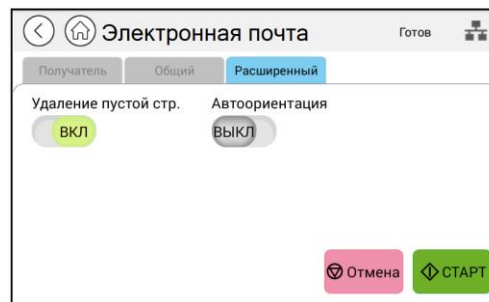 Электронная почта Готов
Получатель Общий Расширенный
Удаление пустой стр. Автоориентация
ВКЛ ВЫКЛ
Отмена СТАРТ